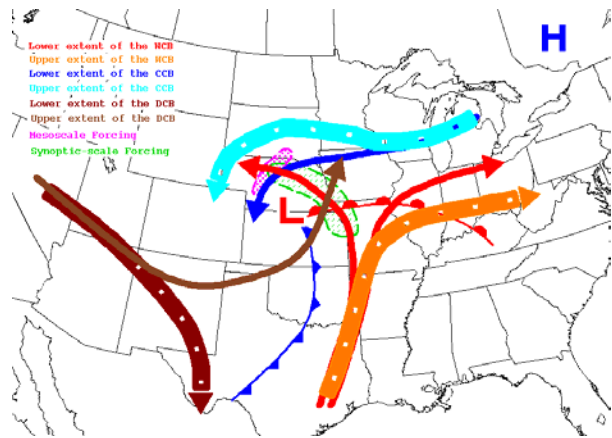 H
Lower extent of the WCB
Upper extent of the WCB
Lower extent of the CCB
Upper extent of the CCB
Lower extent of the DCB
Upper extent of the DCB
Mesoscale Forcing
Synoptic-scale Forcing
L